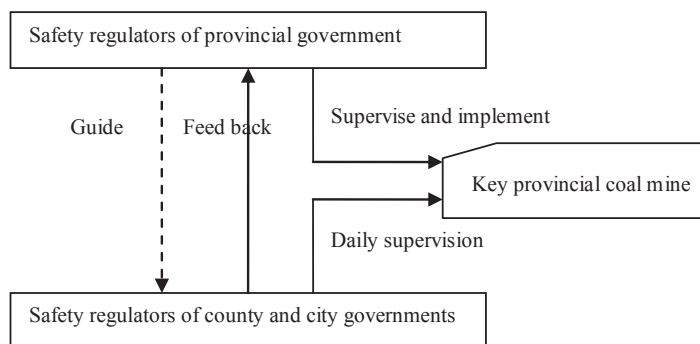 Safety regulators of provincial government
Guide
Feed back
Supervise and implement
Key provincial coal mine
Daily supervision
Safety regulators of county and city governments